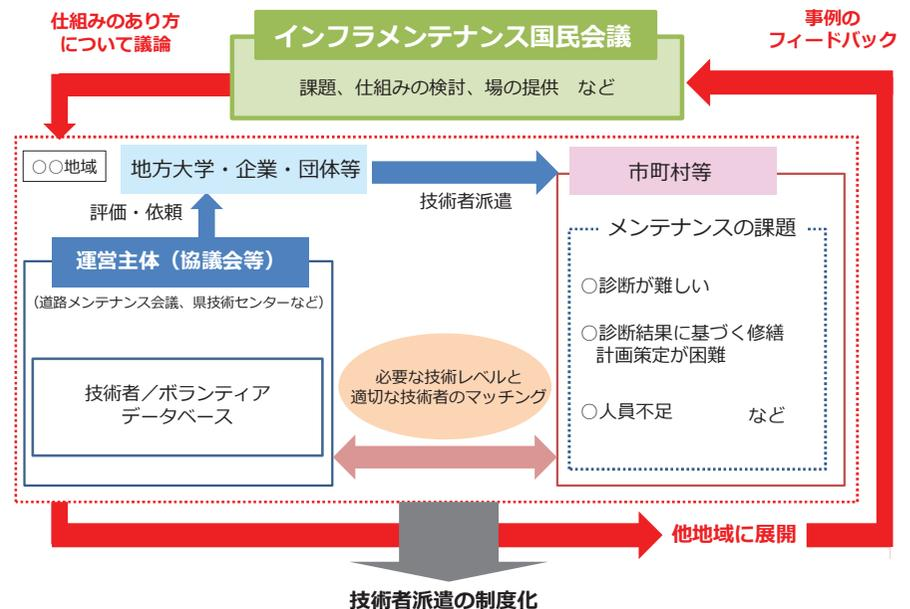 仕組みのあり方
について議論
インフラメンテナンス国民会議
課題、仕組みの検討、場の提供　など
事例の
フィードバック
○○地域
地方大学・企業・団体等
技術者派遣
市町村等
評価・依頼
運営主体（協議会等）
（道路メンテナンス会議、県技術センターなど）
技術者／ボランティア
データベース
必要な技術レベルと
適切な技術者のマッチング
メンテナンスの課題
○診断が難しい
○診断結果に基づく修繕
計画策定が困難
○人員不足　　　　など
他地域に展開
技術者派遣の制度化